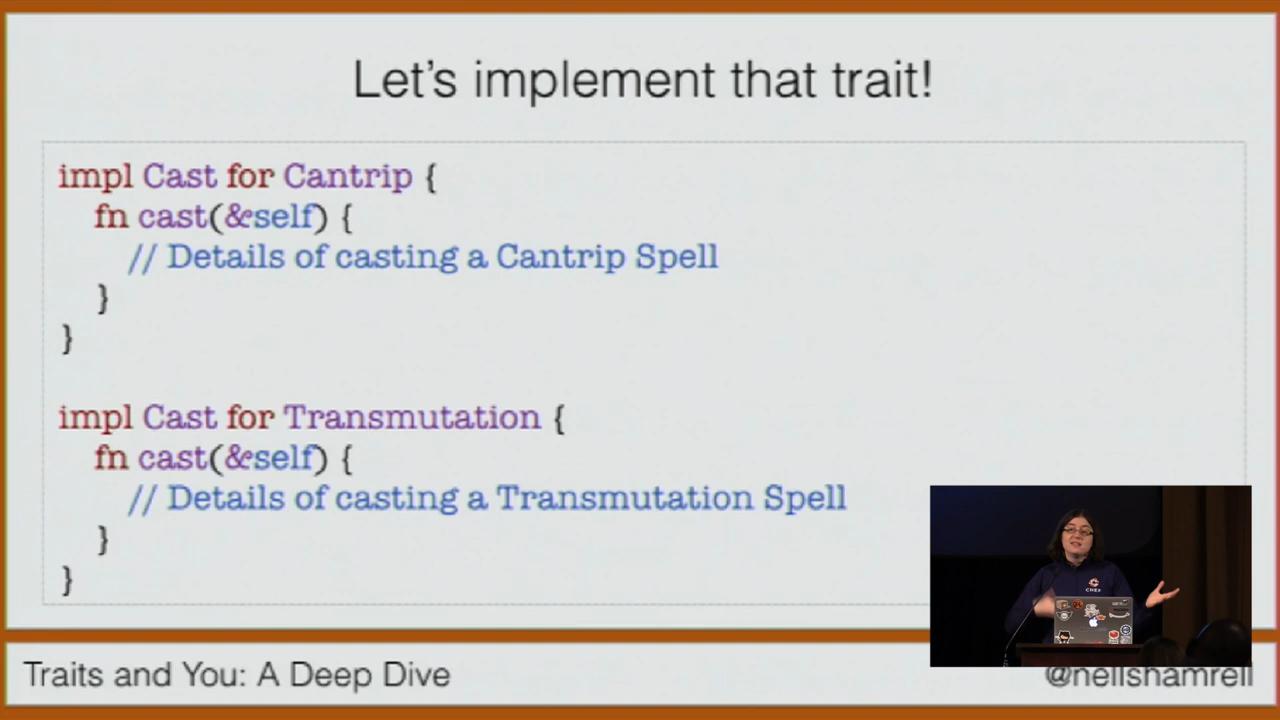 Let's implement that trait!
impl Cast for Cantrip {
fn cast(&self) {
// Details of casting a Cantrip Spell
}
}
impl Cast for Transmutation {
fn cast(&self) {
// Details of casting a Transmutation Spell
}
}
CHEF
Traits and You: A Deep Dive
@nellshamrell